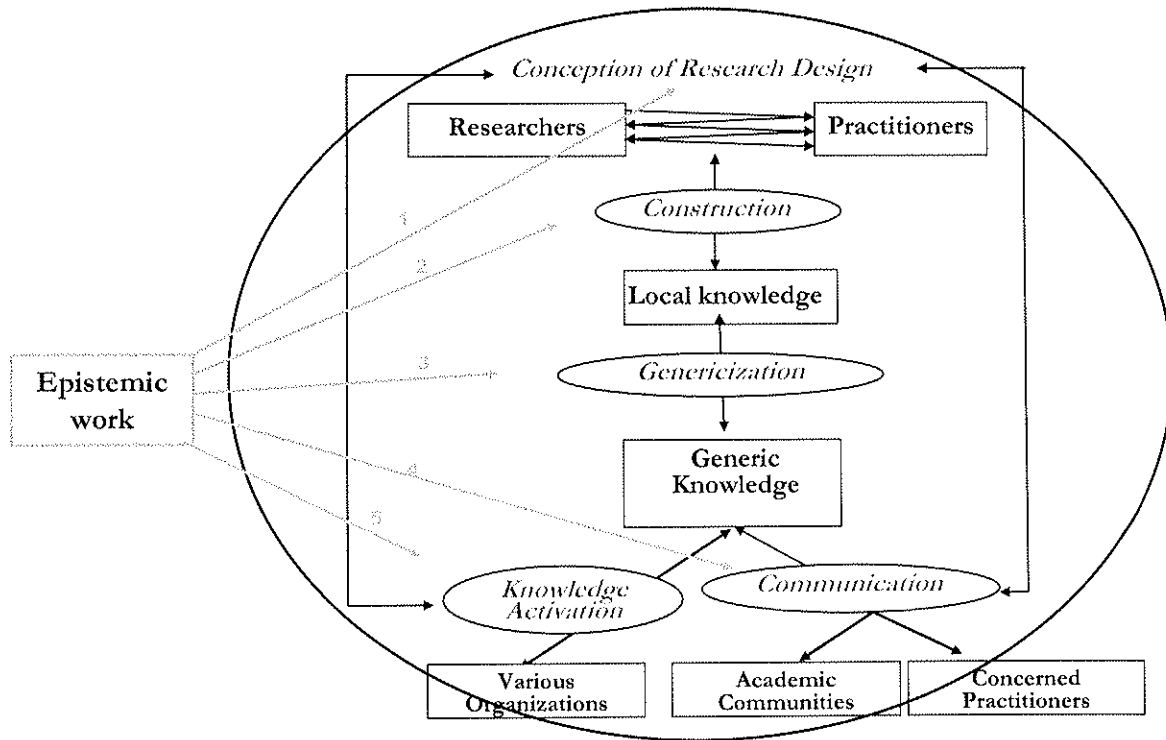 Conception of Research Design
Researchers
Practitioners
1
Construction
2
Local knowledge
Epistemic
work
3
Genericization
4
Generic
Knowledge
5
Knowledge
Activation
Communication
Various
Organizations
Academic
Communities
Concerned
Practitioners